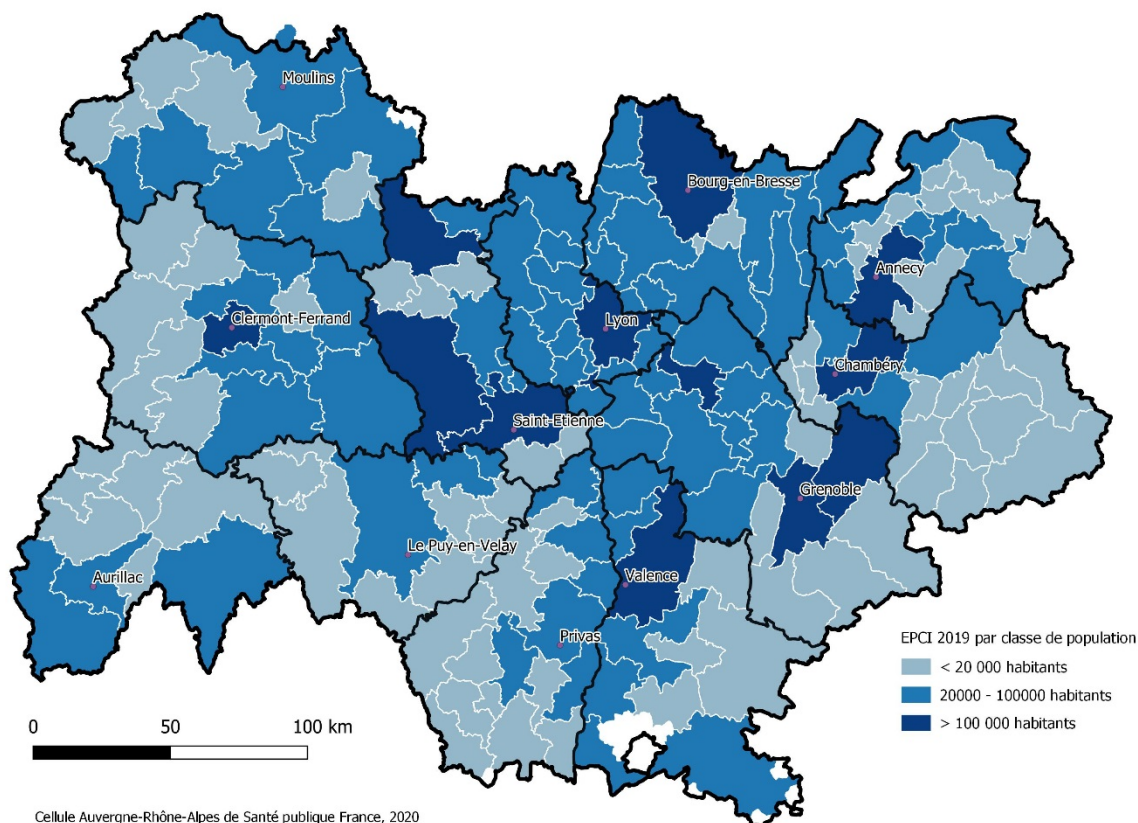 Moulins
Bourg-en-Bresse
Annecy
Clermont-Ferrand
Lyon
Chambéry
Saint-Etienne
Grenoble
Le Puy-en-Velay
Aurillac
Valence
Privas
EPCI 2019 par classe de population
< 20 000 habitants
20000 - 100000 habitants
> 100 000 habitants
0 50 100 km
Cellule Auvergne-Rhône-Alpes de Santé publique France, 2020